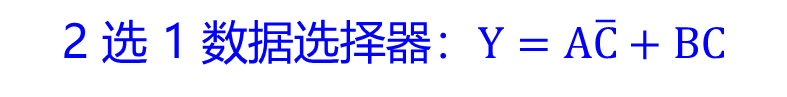 2 选 1 数据选择器：Y = AC̅ + BC